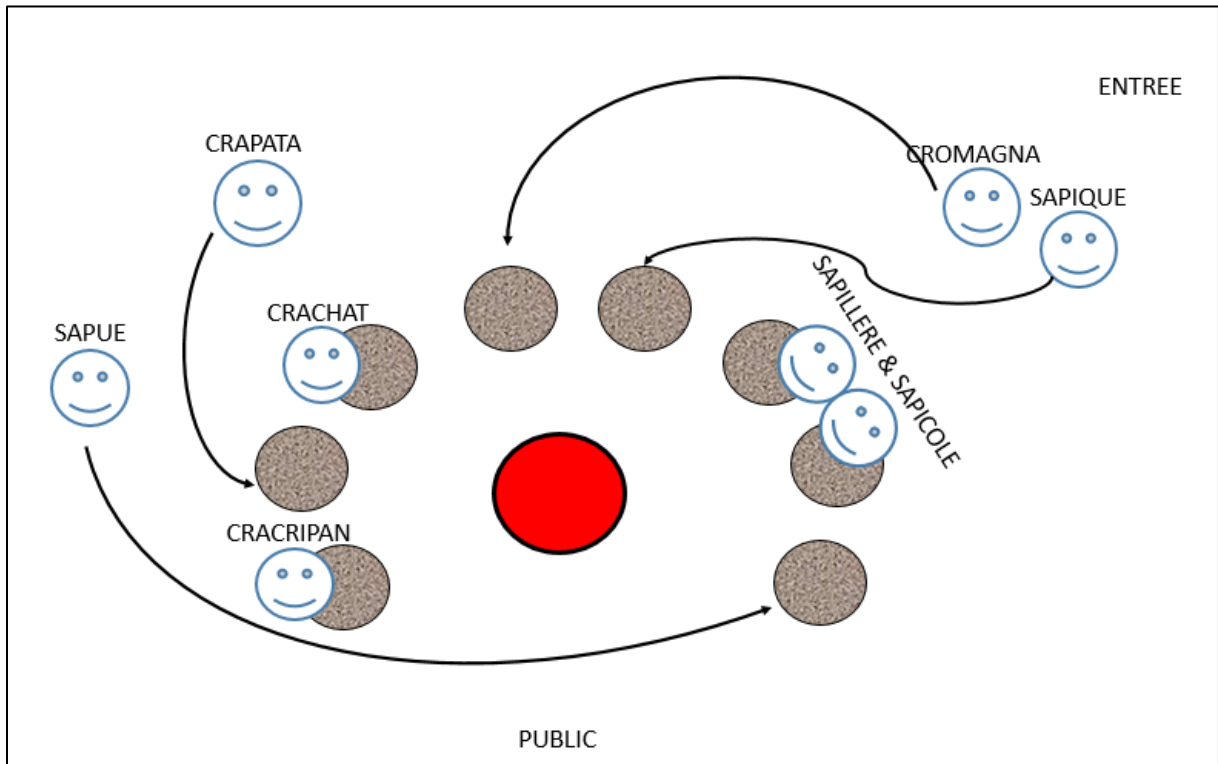 ENTREE
CRAPATA
CROMAGNA
SAPIQUE
CRACHAT
SAPUE
SAPILLERE & SAPICOLE
CRACRIPAN
PUBLIC